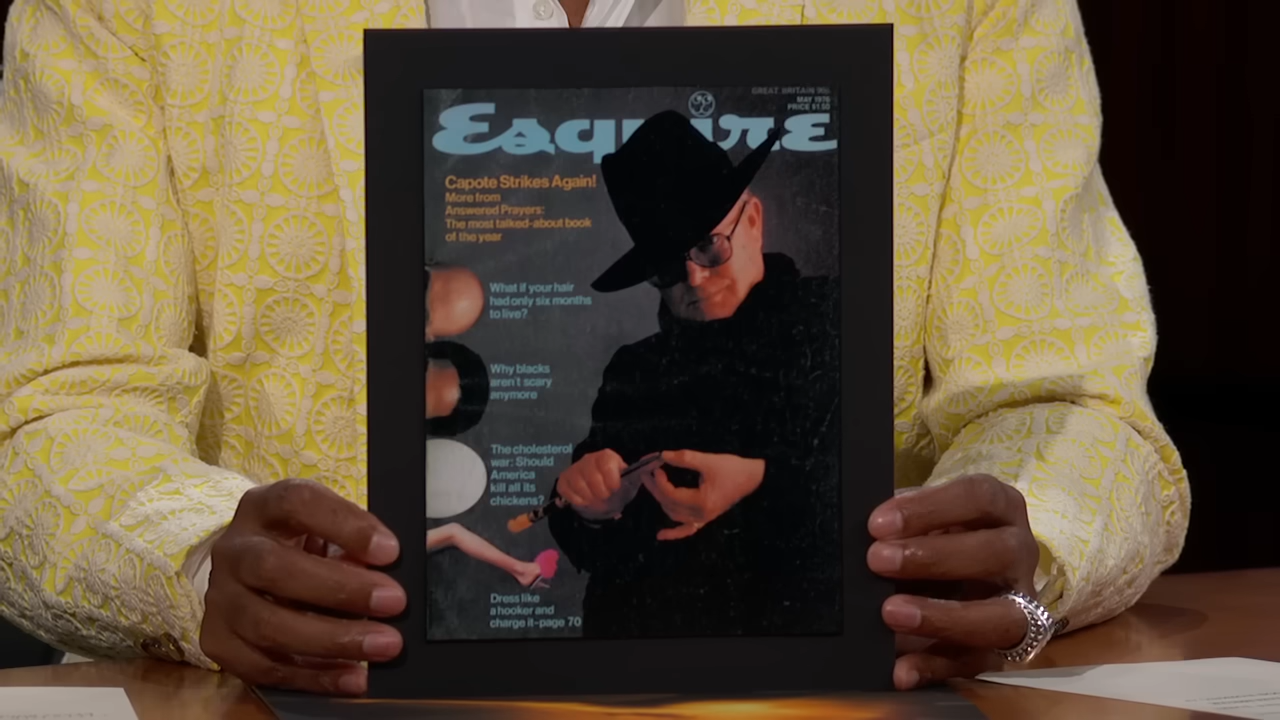 GREAT BRITAIN
MAY 1976
PRICE $1.50
Esquire
Capote Strikes Again!
More from
Answered Prayers:
The most talked-about book
of the year
What if your hair
had only six months
to live?
Why blacks
aren't scary
anymore
The cholesterol
war: Should
America
kill all its
chickens?
Dress like
a hooker and
charge it-page 70